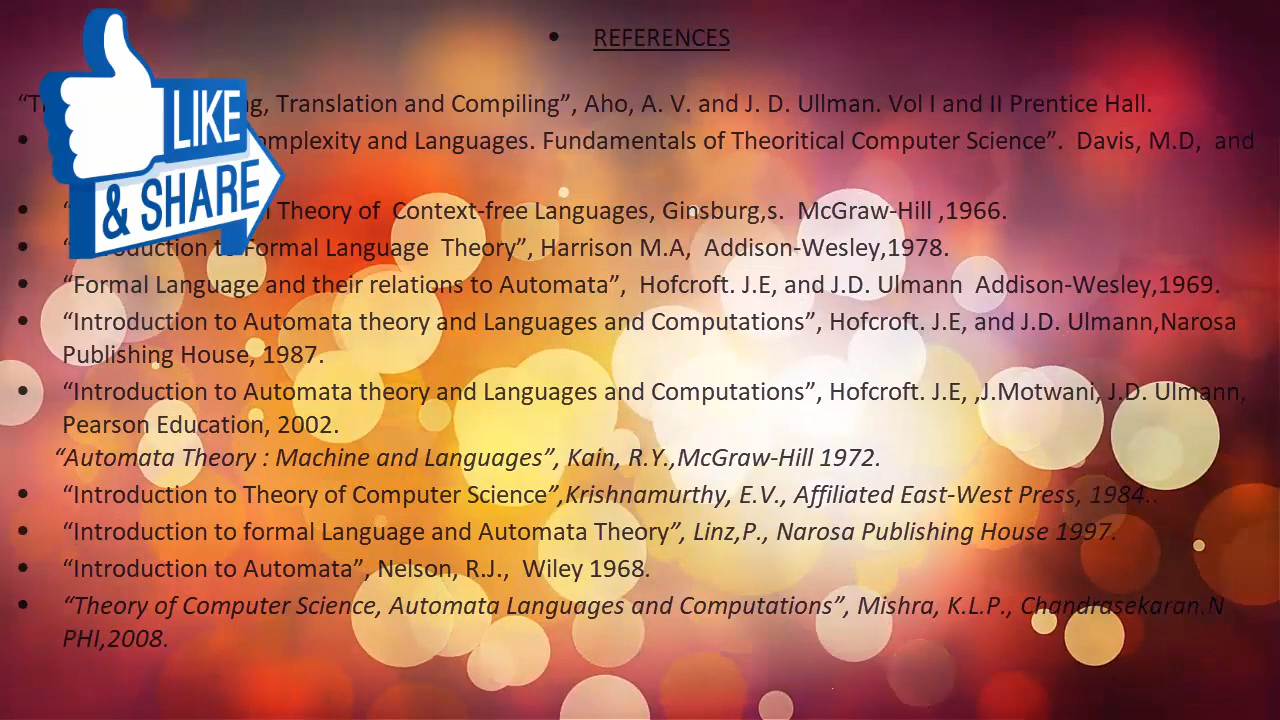 • REFERENCES
LIKE
& SHARE
“T g, Translation and Compiling”, Aho, A. V. and J. D. Ullman. Vol I and II Prentice Hall.
• omplexity and Languages. Fundamentals of Theoritical Computer Science”. Davis, M.D, and
• “ Theory of Context-free Languages, Ginsburg,s. McGraw-Hill ,1966.
• “ roduction to Formal Language Theory”, Harrison M.A, Addison-Wesley,1978.
• “Formal Language and their relations to Automata”, Hofcroft. J.E, and J.D. Ulmann Addison-Wesley,1969.
• “Introduction to Automata theory and Languages and Computations”, Hofcroft. J.E, and J.D. Ulmann,Narosa
Publishing House, 1987.
• “Introduction to Automata theory and Languages and Computations”, Hofcroft. J.E, ,J.Motwani, J.D. Ulmann,
Pearson Education, 2002.
“Automata Theory : Machine and Languages”, Kain, R.Y.,McGraw-Hill 1972.
• “Introduction to Theory of Computer Science”,Krishnamurthy, E.V., Affiliated East-West Press, 1984..
• “Introduction to formal Language and Automata Theory”, Linz,P., Narosa Publishing House 1997.
• “Introduction to Automata”, Nelson, R.J., Wiley 1968.
• “Theory of Computer Science, Automata Languages and Computations”, Mishra, K.L.P., Chandrasekaran.N
PHI,2008.